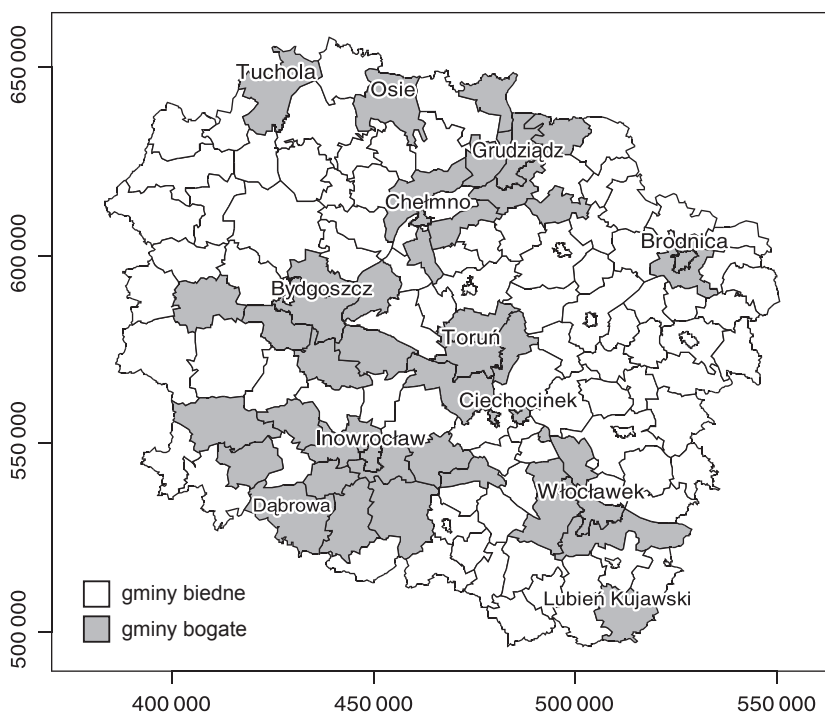 650 000
600 000
550 000
500 000
Tuchola
Osie
Grudziądz
Chełmno
Brodnica
Bydgoszcz
Toruń
Ciechocinek
Inowrocław
Włocławek
Dąbrowa
Lubień Kujawski
gminy biedne
gminy bogate
400 000
450 000
500 000
550 000